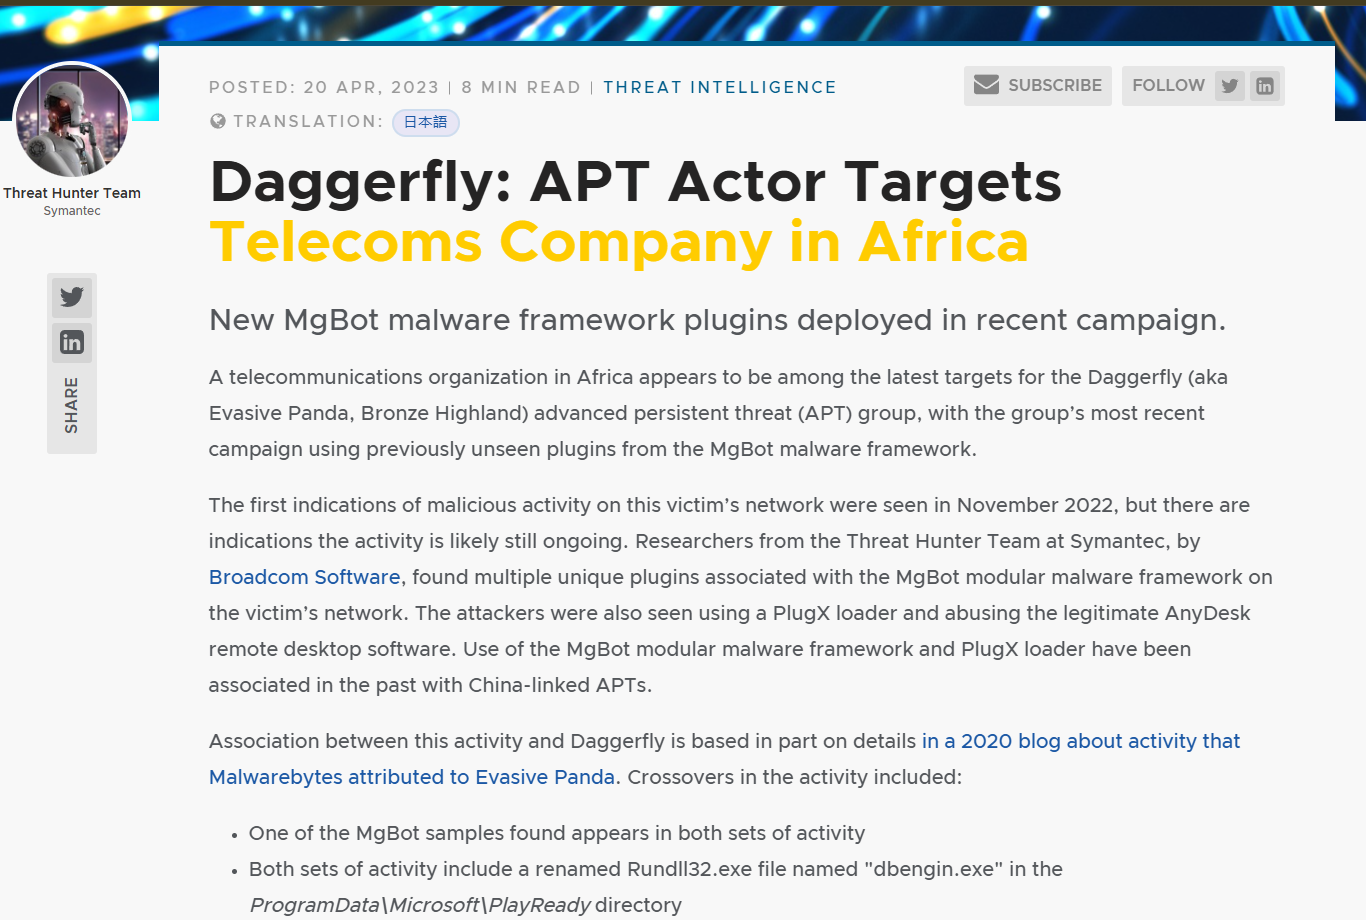 POSTED: 20 APR, 2023 | 8 MIN READ | THREAT INTELLIGENCE
SUBSCRIBE
FOLLOW
TRANSLATION: 日本語
Threat Hunter Team
Symantec
SHARE
Daggerfly: APT Actor Targets
Telecoms Company in Africa
New MgBot malware framework plugins deployed in recent campaign.
A telecommunications organization in Africa appears to be among the latest targets for the Daggerfly (aka
Evasive Panda, Bronze Highland) advanced persistent threat (APT) group, with the group’s most recent
campaign using previously unseen plugins from the MgBot malware framework.
The first indications of malicious activity on this victim’s network were seen in November 2022, but there are
indications the activity is likely still ongoing. Researchers from the Threat Hunter Team at Symantec, by
Broadcom Software, found multiple unique plugins associated with the MgBot modular malware framework on
the victim’s network. The attackers were also seen using a PlugX loader and abusing the legitimate AnyDesk
remote desktop software. Use of the MgBot modular malware framework and PlugX loader have been
associated in the past with China-linked APTs.
Association between this activity and Daggerfly is based in part on details in a 2020 blog about activity that
Malwarebytes attributed to Evasive Panda. Crossovers in the activity included:
• One of the MgBot samples found appears in both sets of activity
• Both sets of activity include a renamed Rundll32.exe file named "dbengin.exe" in the
ProgramData\Microsoft\PlayReady directory